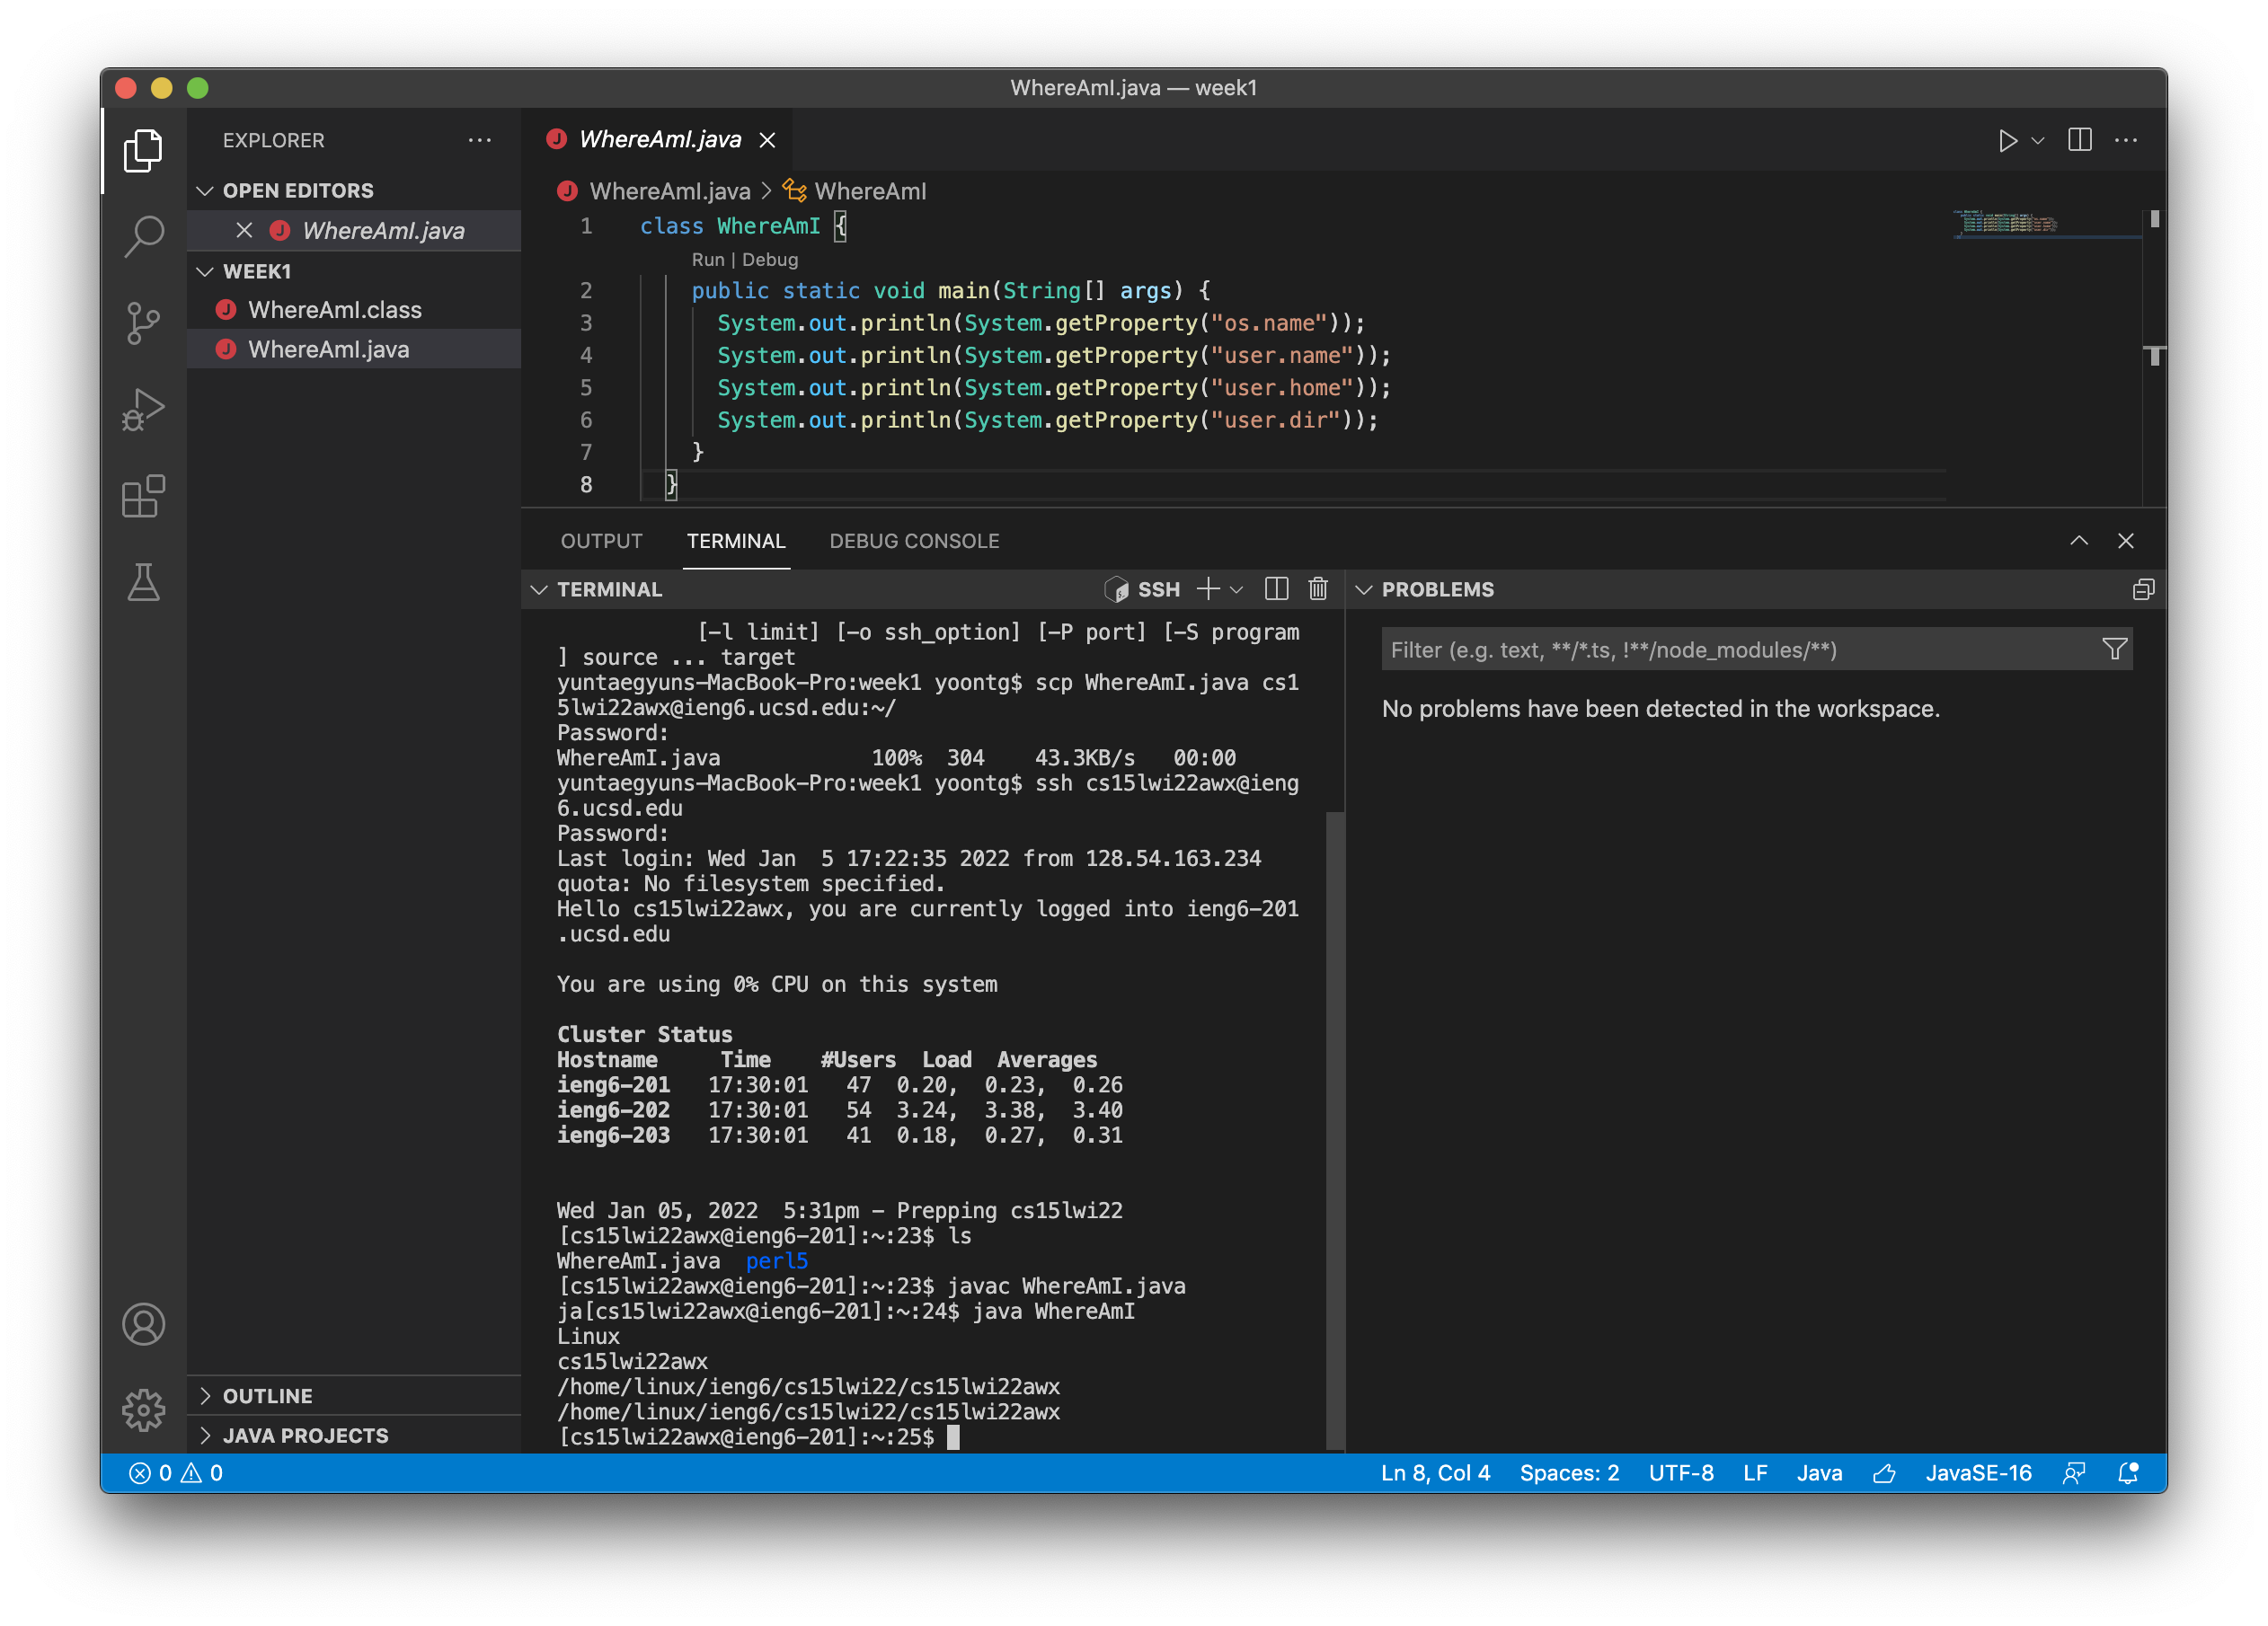 WhereAmI.java — week1
EXPLORER
OPEN EDITORS
WhereAmI.java
WEEK1
WhereAmI.class
WhereAmI.java
OUTLINE
JAVA PROJECTS
WhereAmI.java
WhereAmI.java > WhereAmI
1 class WhereAmI {
Run | Debug
2 public static void main(String[] args) {
3 System.out.println(System.getProperty("os.name"));
4 System.out.println(System.getProperty("user.name"));
5 System.out.println(System.getProperty("user.home"));
6 System.out.println(System.getProperty("user.dir"));
7 }
8 }
OUTPUT TERMINAL DEBUG CONSOLE
TERMINAL SSH
[-l limit] [-o ssh_option] [-P port] [-S program
] source ... target
yuntaegyuns-MacBook-Pro:week1 yoontg$ scp WhereAmI.java cs1
5lwi22awx@ieng6.ucsd.edu:~/
Password:
WhereAmI.java 100% 304 43.3KB/s 00:00
yuntaegyuns-MacBook-Pro:week1 yoontg$ ssh cs15lwi22awx@ieng
6.ucsd.edu
Password:
Last login: Wed Jan  5 17:22:35 2022 from 128.54.163.234
quota: No filesystem specified.
Hello cs15lwi22awx, you are currently logged into ieng6-201
.ucsd.edu
You are using 0% CPU on this system
Cluster Status
Hostname Time #Users Load Averages
ieng6-201 17:30:01 47 0.20, 0.23, 0.26
ieng6-202 17:30:01 54 3.24, 3.38, 3.40
ieng6-203 17:30:01 41 0.18, 0.27, 0.31
Wed Jan 05, 2022  5:31pm - Prepping cs15lwi22
[cs15lwi22awx@ieng6-201]:~:23$ ls
WhereAmI.java perl5
[cs15lwi22awx@ieng6-201]:~:23$ javac WhereAmI.java
ja[cs15lwi22awx@ieng6-201]:~:24$ java WhereAmI
Linux
cs15lwi22awx
/home/linux/ieng6/cs15lwi22/cs15lwi22awx
/home/linux/ieng6/cs15lwi22/cs15lwi22awx
[cs15lwi22awx@ieng6-201]:~:25$
PROBLEMS
Filter (e.g. text, **/*.ts, !**/node_modules/**)
No problems have been detected in the workspace.
0 0 Ln 8, Col 4 Spaces: 2 UTF-8 LF Java JavaSE-16